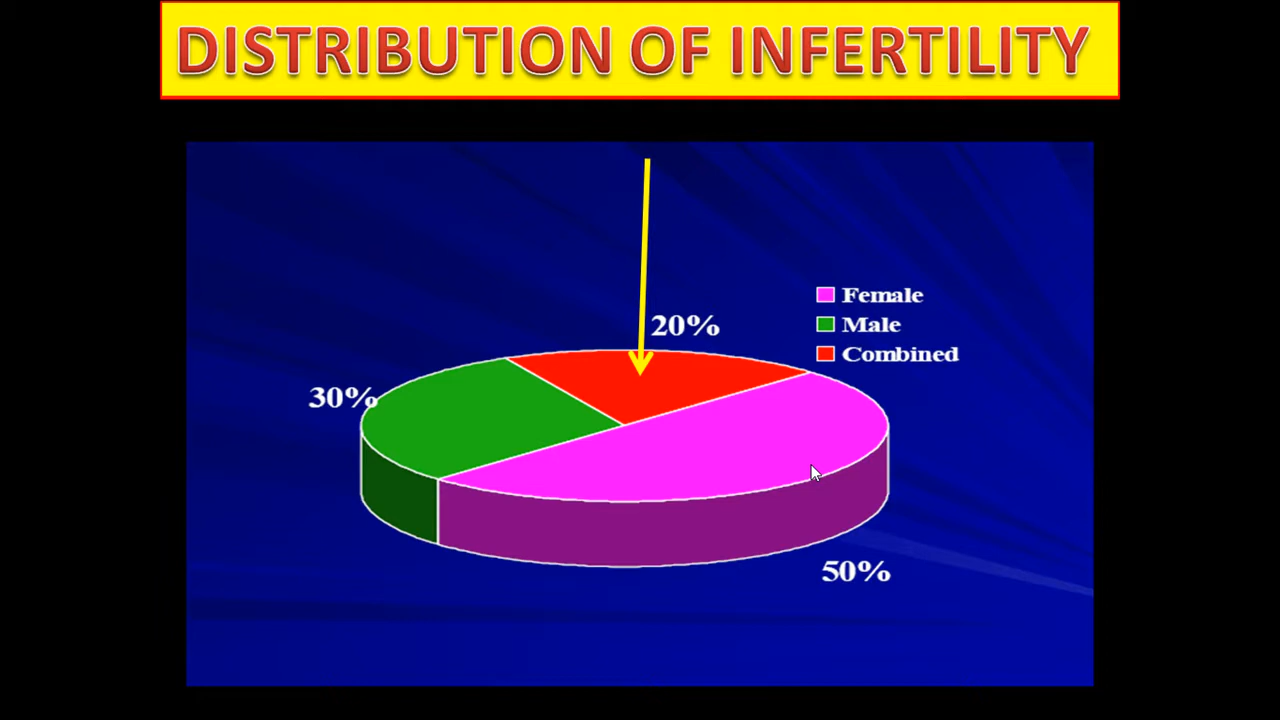 DISTRIBUTION OF INFERTILITY
Female
Male
Combined
20%
30%
50%